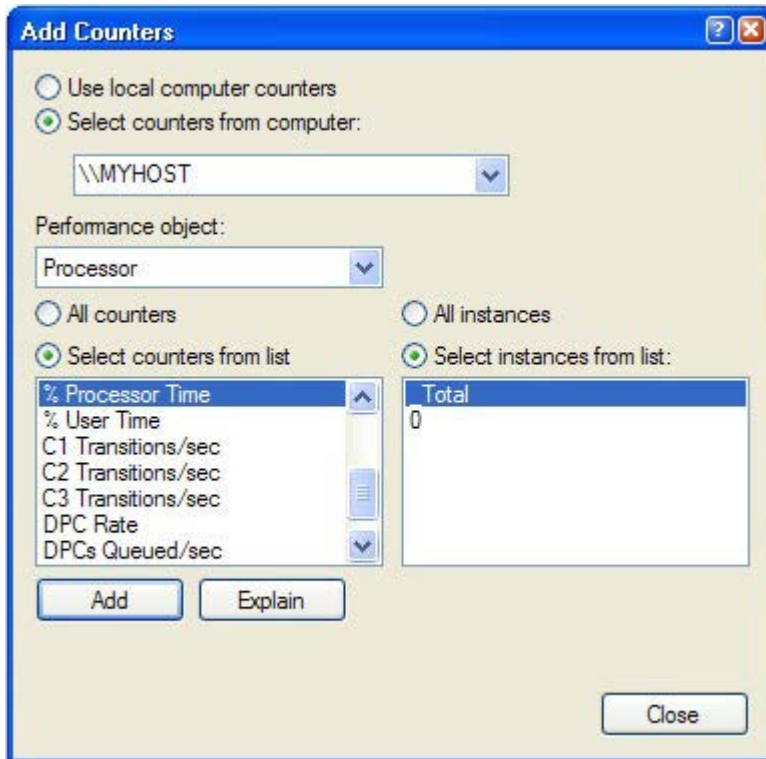 Add Counters
Use local computer counters
Select counters from computer:
\\MYHOST
Performance object:
Processor
All counters
All instances
Select counters from list
Select instances from list:
% Processor Time
% User Time
C1 Transitions/sec
C2 Transitions/sec
C3 Transitions/sec
DPC Rate
DPCs Queued/sec
_Total
0
Add
Explain
Close